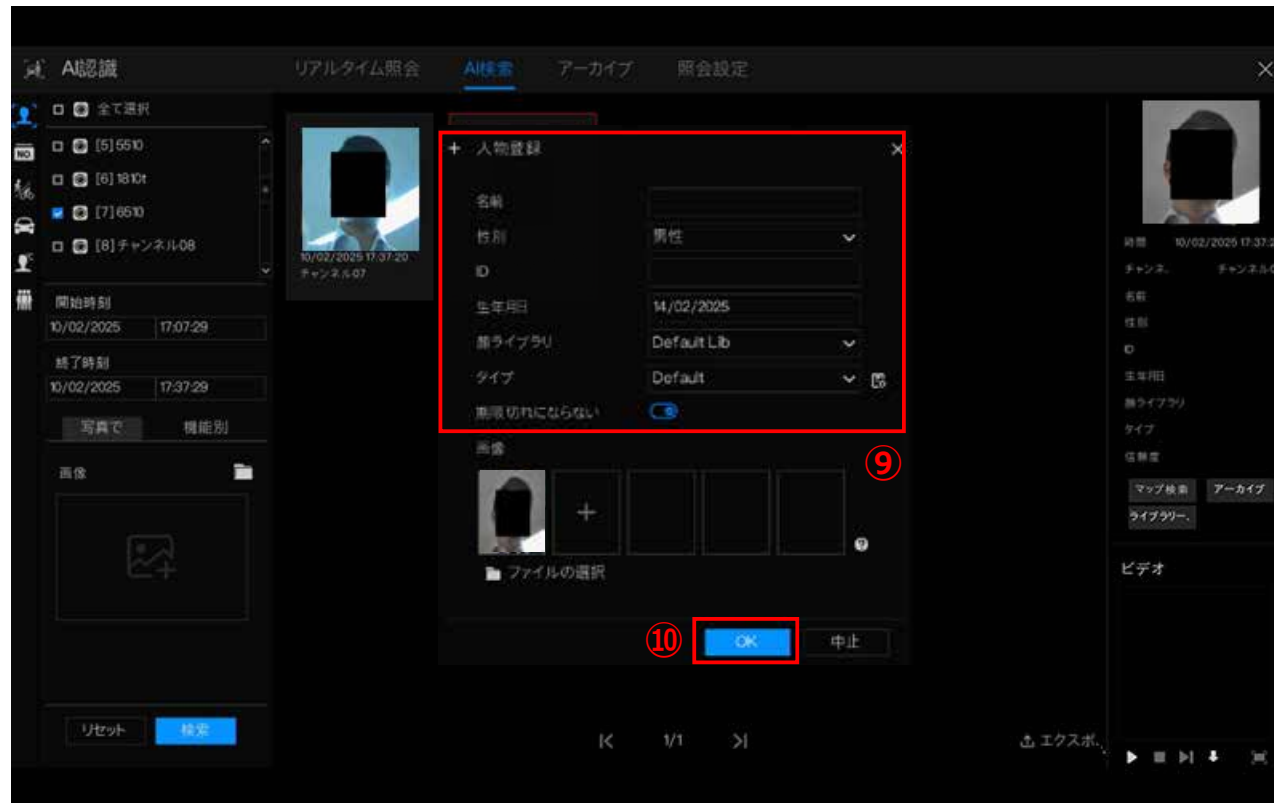 AI認識
リアルタイム照会
AI検索
アーカイブ
照会設定
全て選択
[5] 5510
[6] 1810t
[7] 6510
[8] チャンネル08
NO
開始時刻
10/02/2025 17:07:29
終了時刻
10/02/2025 17:37:29
写真で 機能別
画像
リセット 検索
10/02/2025 17:37:20
チャンネル07
人物登録
名前
性別 男性
ID
生年月日 14/02/2025
顔ライブラリ Default Lib
タイプ Default
期限切れにならない
⑨
画像
ファイルの選択
⑩ OK 中止
1/1
エクスポ..
時間 10/02/2025 17:37:2
チャンネ.. チャンネル0
名前
性別
ID
生年月日
顔ライブラリ
タイプ
信頼度
マップ検索 アーカイブ
ライブラリー..
ビデオ